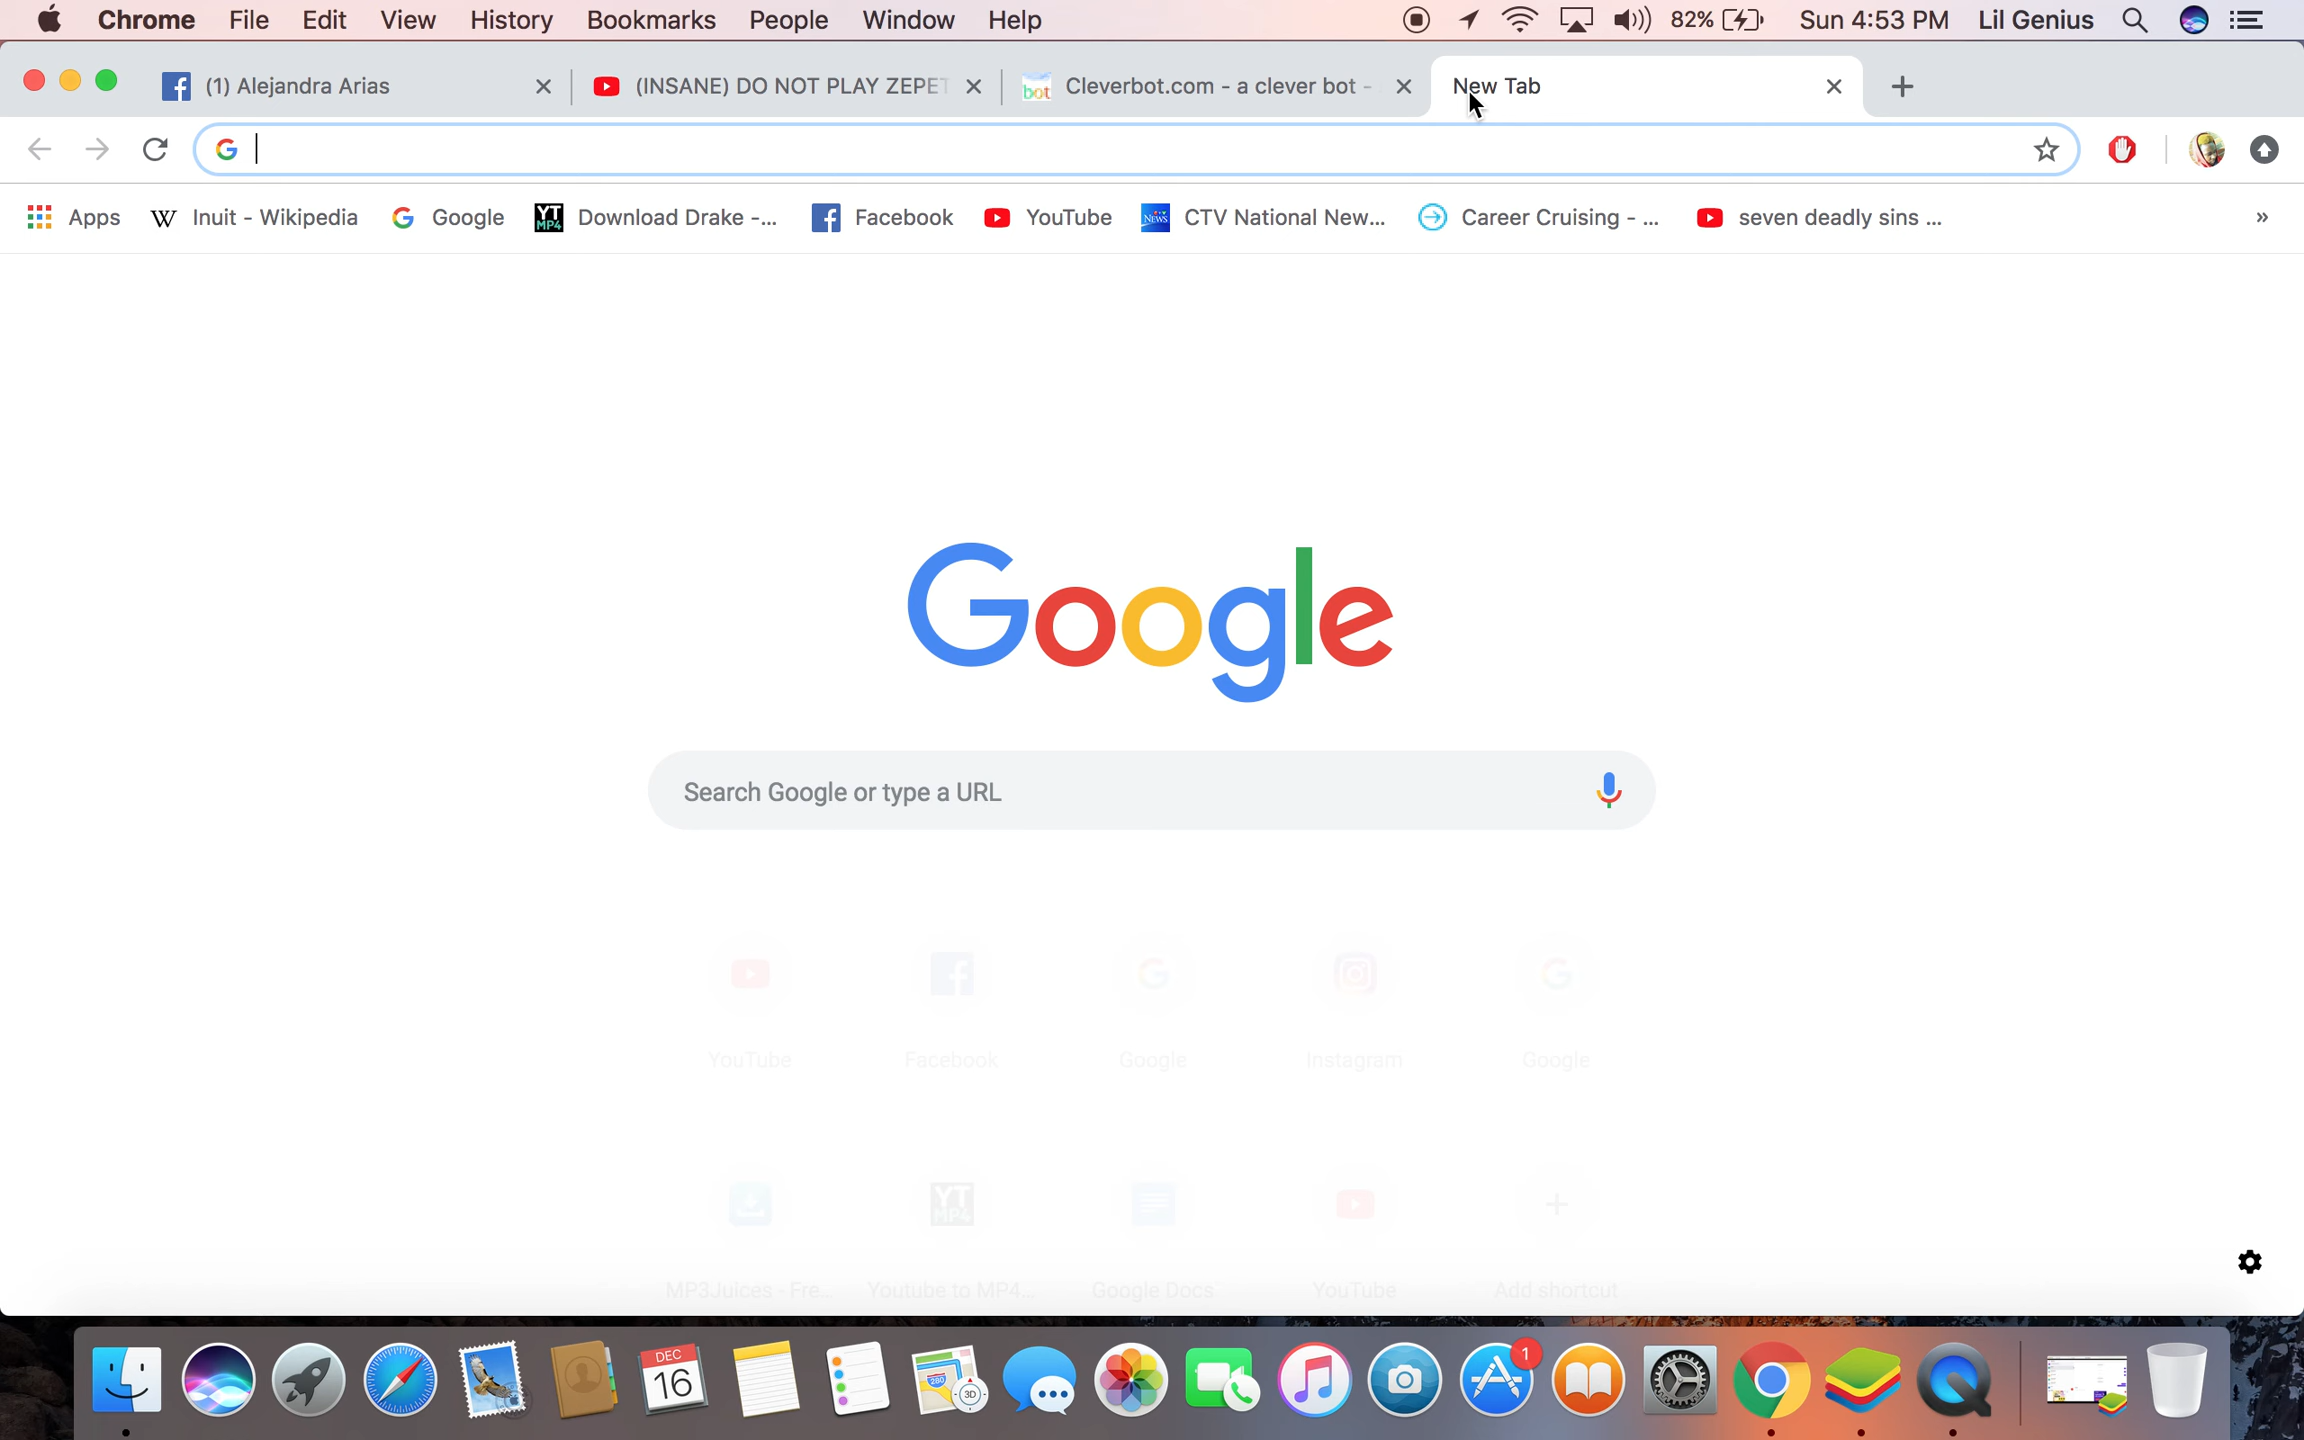 Chrome File Edit View History Bookmarks People Window Help 82% Sun 4:53 PM Lil Genius
(1) Alejandra Arias (INSANE) DO NOT PLAY ZEPET Cleverbot.com - a clever bot - New Tab
Apps Inuit - Wikipedia Google Download Drake -... Facebook YouTube CTV National New... Career Cruising - ... seven deadly sins ...
Google
Search Google or type a URL
YouTube Facebook Google Instagram Google
MP3Juices - Fre... Youtube to MP4... Google Docs YouTube Add shortcut
DEC
16
280
3D
1